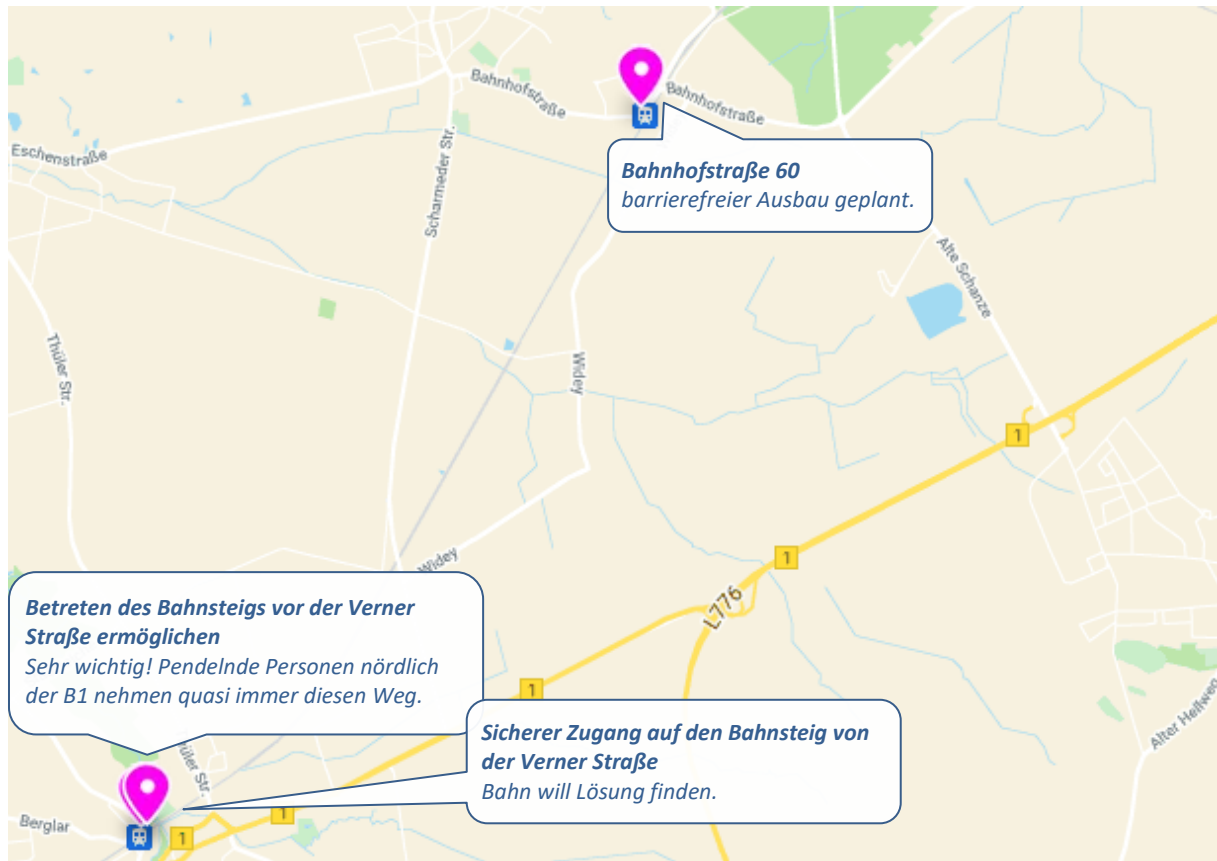 Bahnhofstraße
Bahnhofstraße
Eschenstraße
Scharmeder Str.
Bahnhofstraße 60
barrierefreier Ausbau geplant.
Alte Schanze
Thüler Str.
Widey
1
1
Widey
L776
Betreten des Bahnsteigs vor der Verner
Straße ermöglichen
Sehr wichtig! Pendelnde Personen nördlich
der B1 nehmen quasi immer diesen Weg.
1
Alter Hellweg
Sicherer Zugang auf den Bahnsteig von
der Verner Straße
Bahn will Lösung finden.
Str.
1
Berglar
1